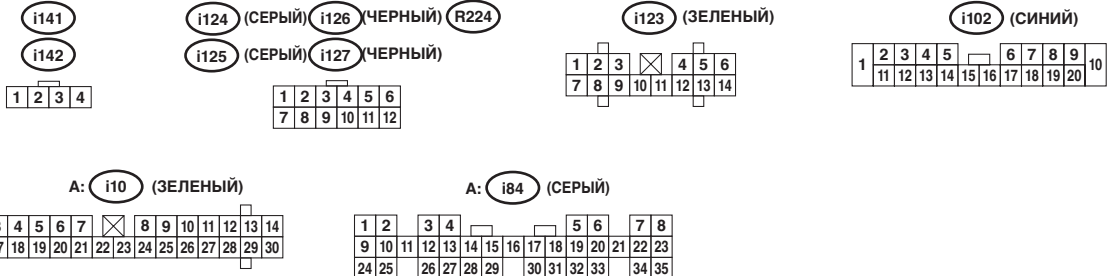 i141 i124 (СЕРЫЙ) i126 (ЧЕРНЫЙ) R224 i123 (ЗЕЛЕНЫЙ) i102 (СИНИЙ)
i142 i125 (СЕРЫЙ) i127 (ЧЕРНЫЙ)
1 2 3 4
1 2 3 4 5 6
7 8 9 10 11 12
1 2 3 4 5 6
7 8 9 10 11 12 13 14
1 2 3 4 5 6 7 8 9 10
11 12 13 14 15 16 17 18 19 20
A: i10 (ЗЕЛЕНЫЙ)
4 5 6 7 8 9 10 11 12 13 14
18 19 20 21 22 23 24 25 26 27 28 29 30
A: i84 (СЕРЫЙ)
1 2 3 4 5 6 7 8
9 10 11 12 13 14 15 16 17 18 19 20 21 22 23
24 25 26 27 28 29 30 31 32 33 34 35